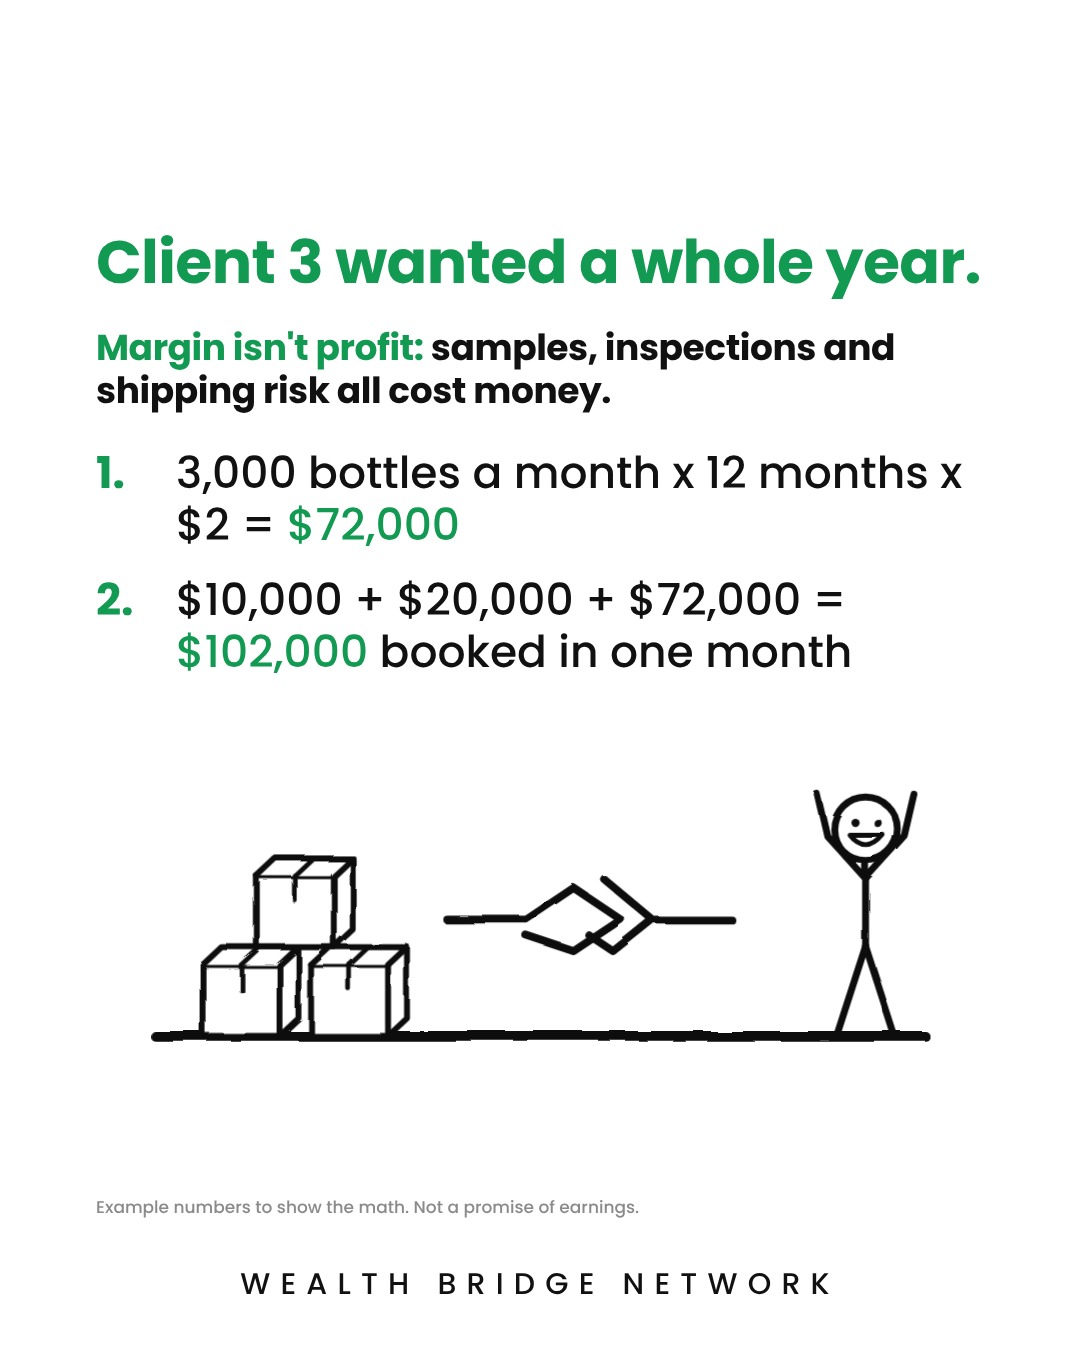 Client 3 wanted a whole year.
Margin isn't profit: samples, inspections and
shipping risk all cost money.
1. 3,000 bottles a month x 12 months x
$2 = $72,000
2. $10,000 + $20,000 + $72,000 =
$102,000 booked in one month
Example numbers to show the math. Not a promise of earnings.
WEALTH BRIDGE NETWORK